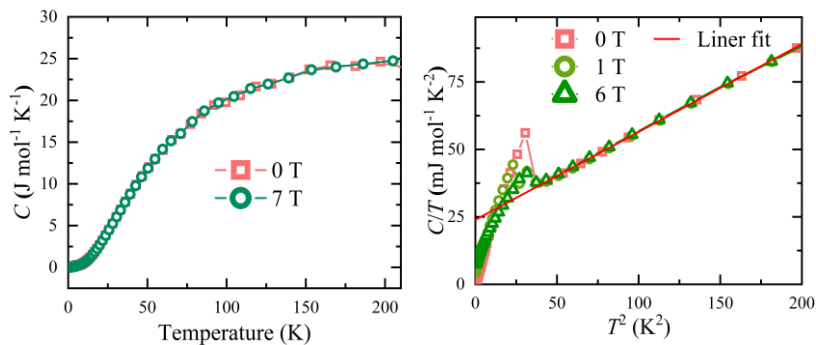 C (J mol⁻¹ K⁻¹)
30
25
20
15
10
5
0
0 T
7 T
0 50 100 150 200
Temperature (K)
C/T (mJ mol⁻¹ K⁻²)
75
50
25
0
0 T Liner fit
1 T
6 T
0 50 100 150 200
T² (K²)